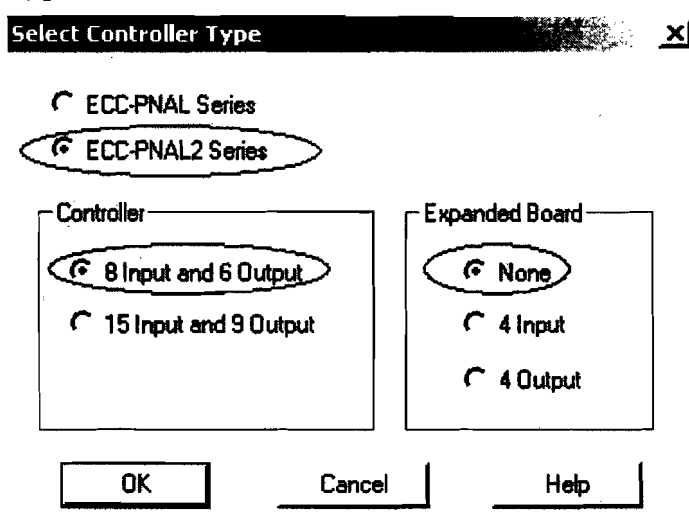 Select Controller Type
ECC-PNAL Series
ECC-PNAL2 Series
Controller
8 Input and 6 Output
15 Input and 9 Output
Expanded Board
None
4 Input
4 Output
OK
Cancel
Help